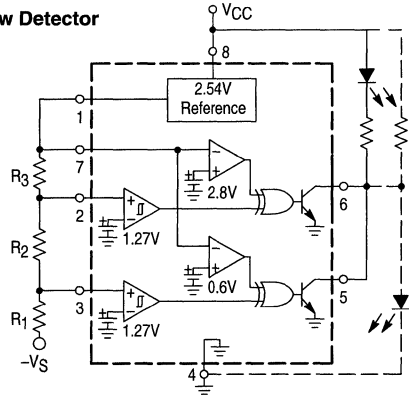 w Detector
VCC
8
2.54V
Reference
1
7
R3
2.8V
6
2
1.27V
R2
0.6V
5
3
1.27V
R1
-VS
4